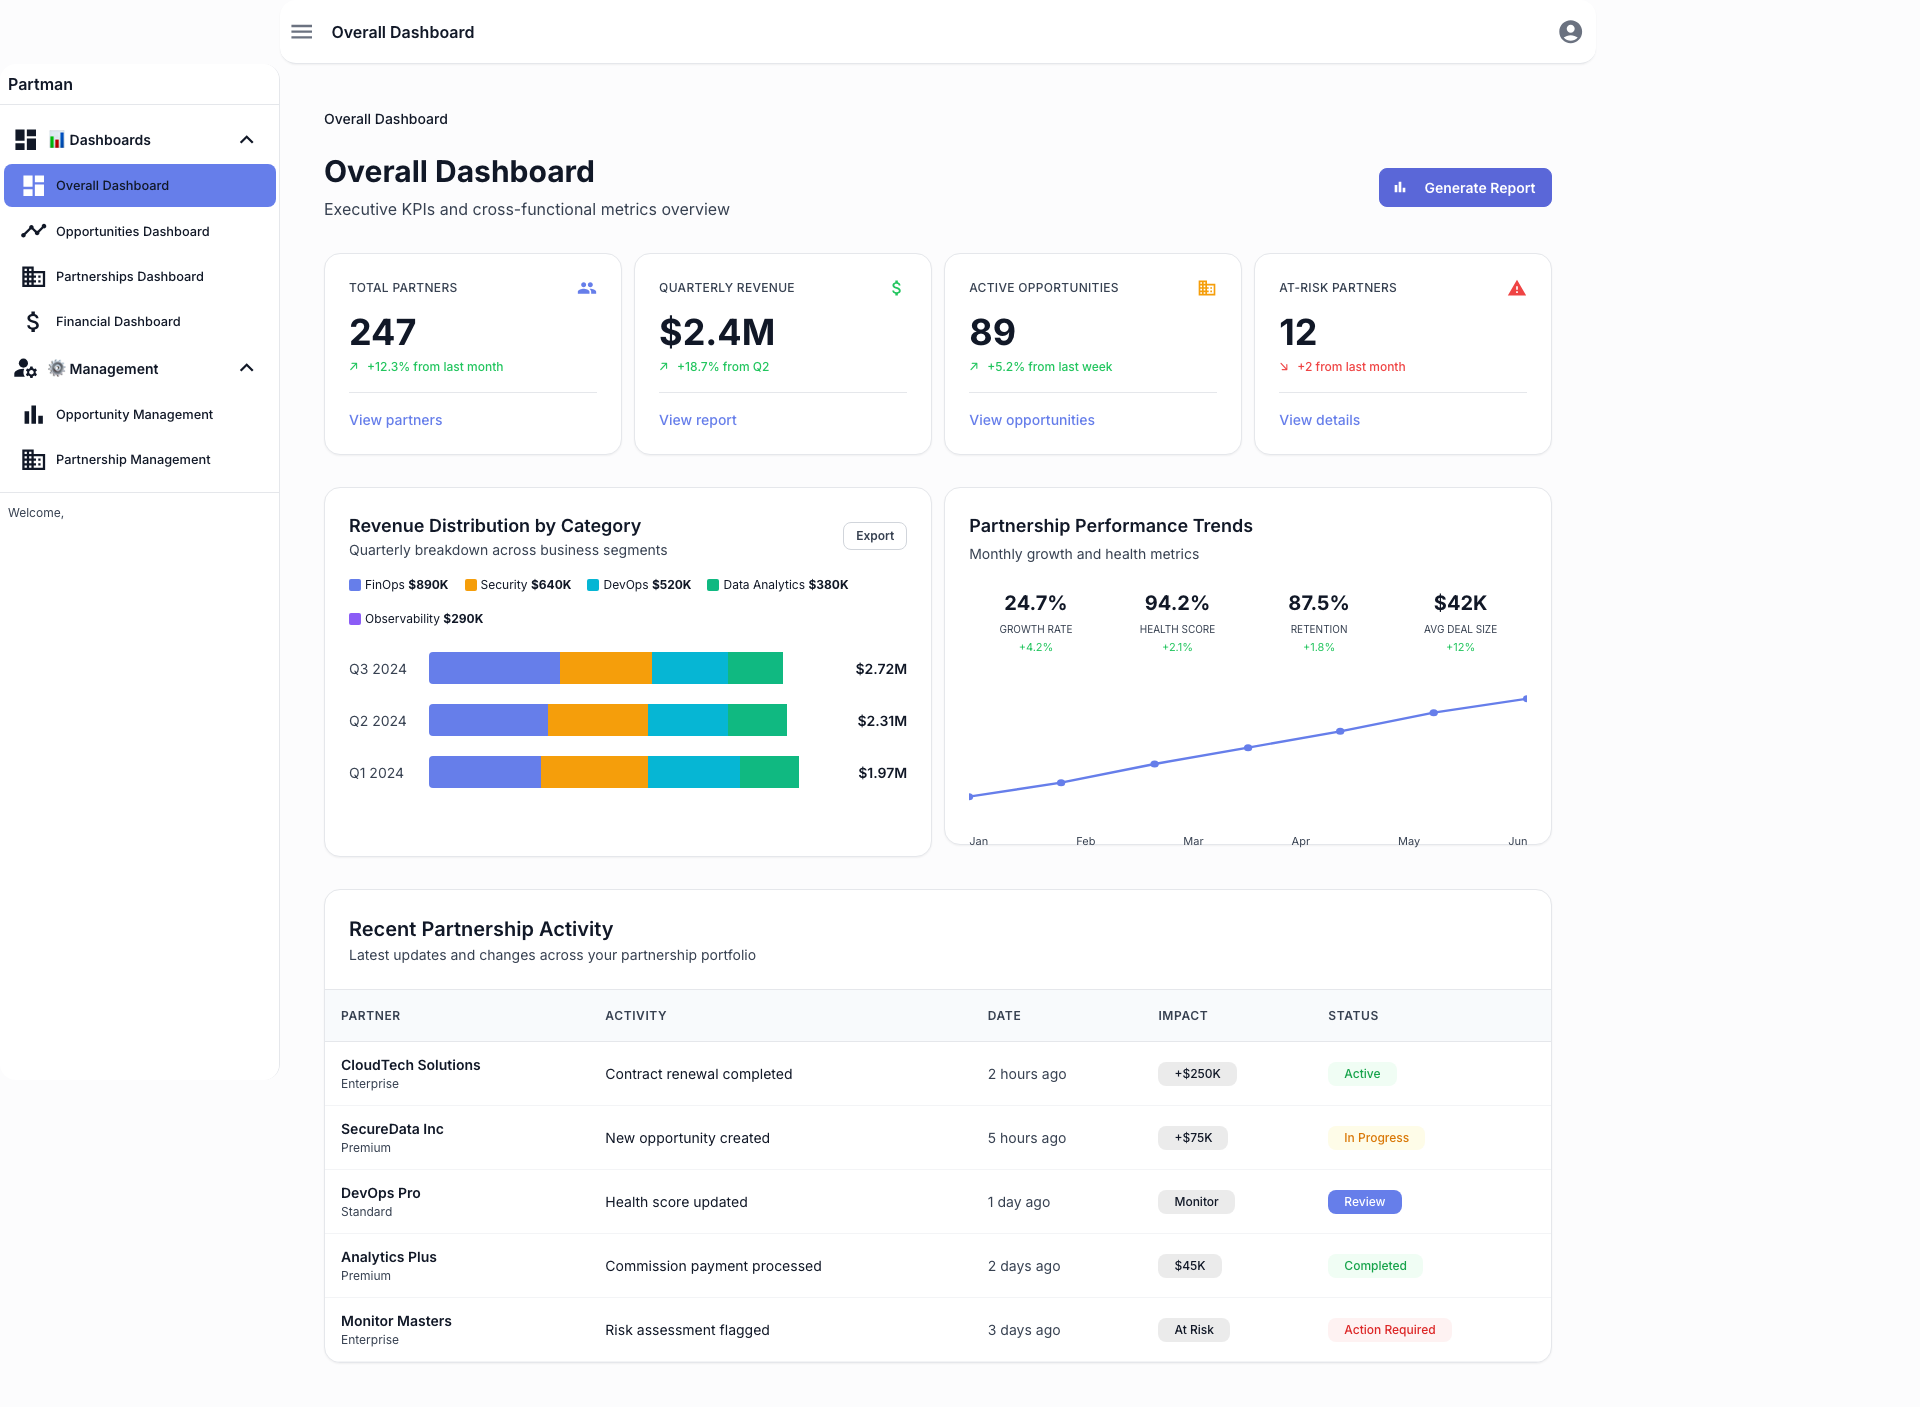 Overall Dashboard
Partman
📊 Dashboards
Overall Dashboard
Opportunities Dashboard
Partnerships Dashboard
Financial Dashboard
⚙️ Management
Opportunity Management
Partnership Management
Welcome,
Overall Dashboard
Overall Dashboard
Executive KPIs and cross-functional metrics overview
Generate Report
TOTAL PARTNERS
247
+12.3% from last month
View partners
QUARTERLY REVENUE
$2.4M
+18.7% from Q2
View report
ACTIVE OPPORTUNITIES
89
+5.2% from last week
View opportunities
AT-RISK PARTNERS
12
+2 from last month
View details
Revenue Distribution by Category
Quarterly breakdown across business segments
Export
FinOps $890K Security $640K DevOps $520K Data Analytics $380K
Observability $290K
Q3 2024 $2.72M
Q2 2024 $2.31M
Q1 2024 $1.97M
Partnership Performance Trends
Monthly growth and health metrics
24.7% 94.2% 87.5% $42K
GROWTH RATE HEALTH SCORE RETENTION AVG DEAL SIZE
+4.2% +2.1% +1.8% +12%
Jan Feb Mar Apr May Jun
Recent Partnership Activity
Latest updates and changes across your partnership portfolio
PARTNER ACTIVITY DATE IMPACT STATUS
CloudTech Solutions
Enterprise
Contract renewal completed 2 hours ago +$250K Active
SecureData Inc
Premium
New opportunity created 5 hours ago +$75K In Progress
DevOps Pro
Standard
Health score updated 1 day ago Monitor Review
Analytics Plus
Premium
Commission payment processed 2 days ago $45K Completed
Monitor Masters
Enterprise
Risk assessment flagged 3 days ago At Risk Action Required